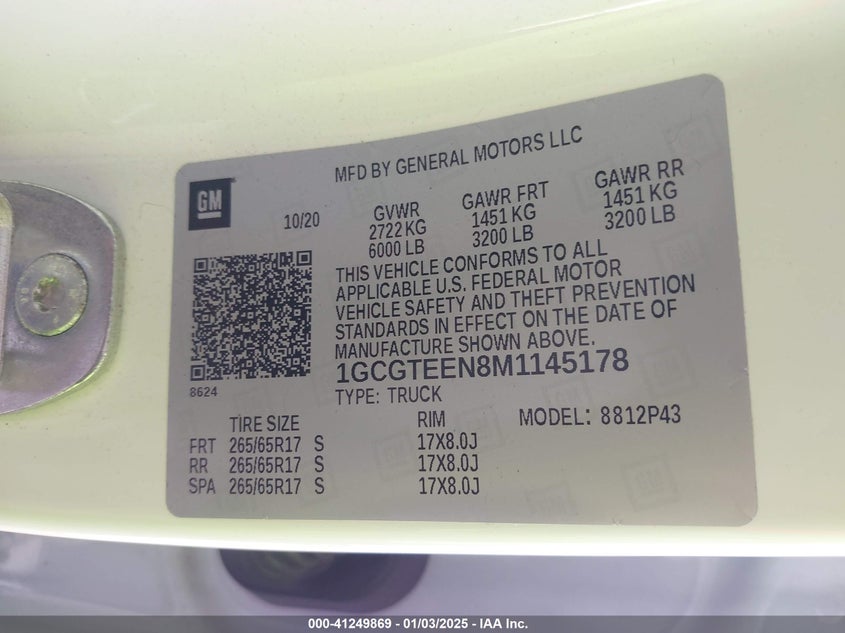 MFD BY GENERAL MOTORS LLC
GM
10/20
GVWR
2722 KG
6000 LB
GAWR FRT
1451 KG
3200 LB
GAWR RR
1451 KG
3200 LB
THIS VEHICLE CONFORMS TO ALL
APPLICABLE U.S. FEDERAL MOTOR
VEHICLE SAFETY AND THEFT PREVENTION
STANDARDS IN EFFECT ON THE DATE OF
MANUFACTURE SHOWN ABOVE.
1GCGTEEN8M1145178
8624
TYPE: TRUCK
TIRE SIZE RIM MODEL: 8812P43
FRT 265/65R17 S 17X8.0J
RR 265/65R17 S 17X8.0J
SPA 265/65R17 S 17X8.0J
000-41249869 - 01/03/2025 - IAA Inc.